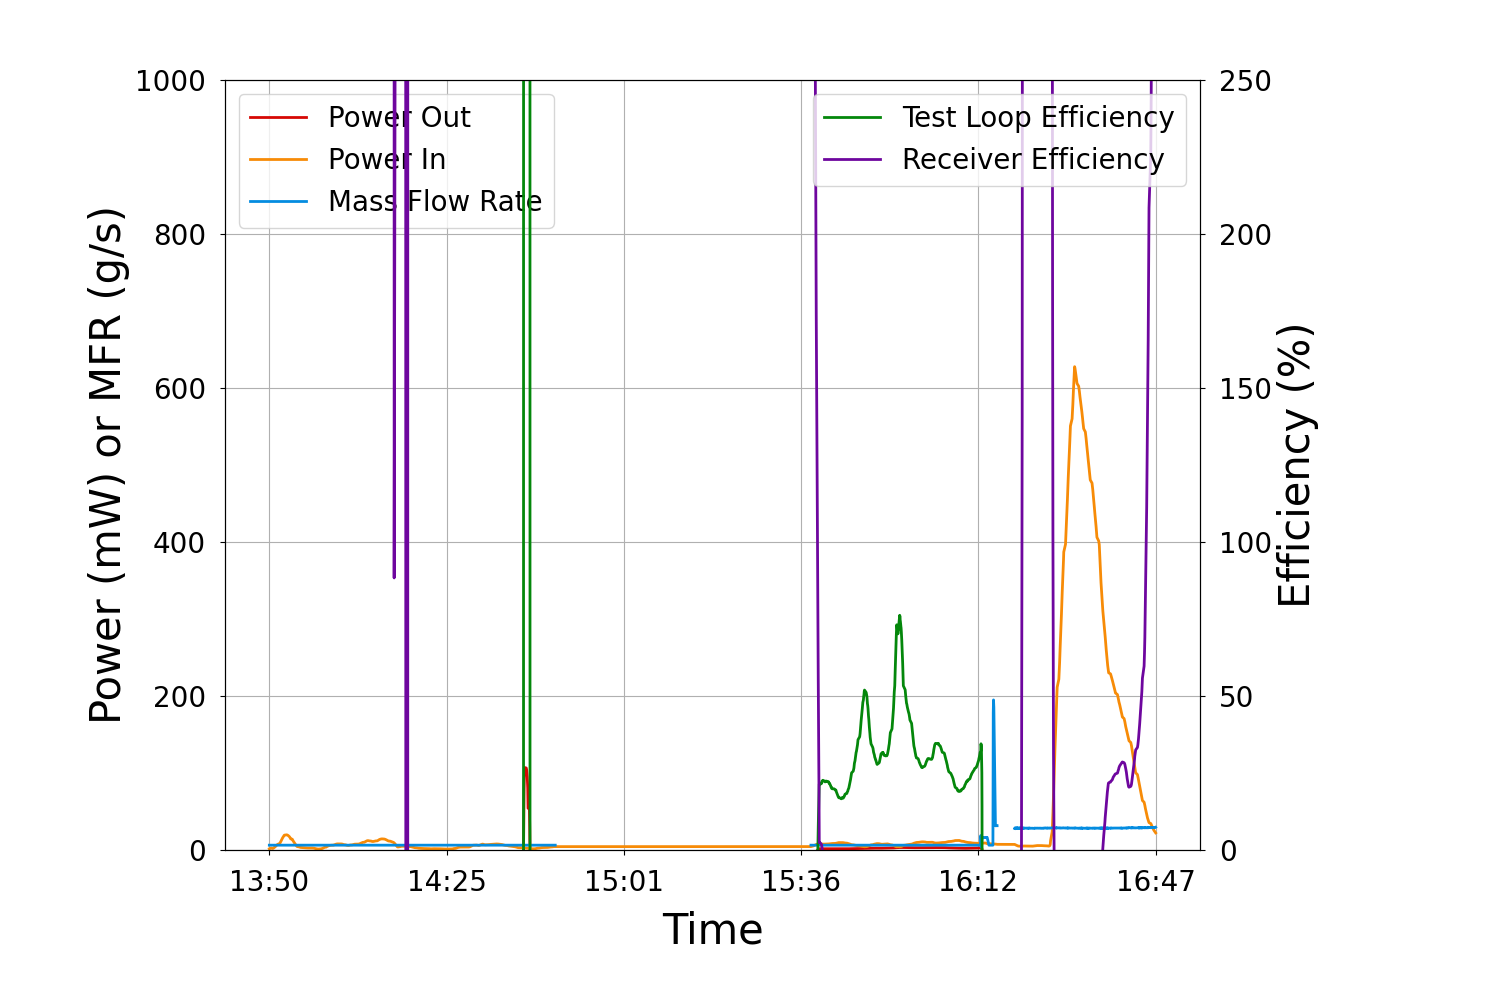 Power Out
Power In
Mass Flow Rate
Test Loop Efficiency
Receiver Efficiency
Power (mW) or MFR (g/s)
1000
800
600
400
200
0
250
200
150
100
50
0
Efficiency (%)
13:50 14:25 15:01 15:36 16:12 16:47
Time